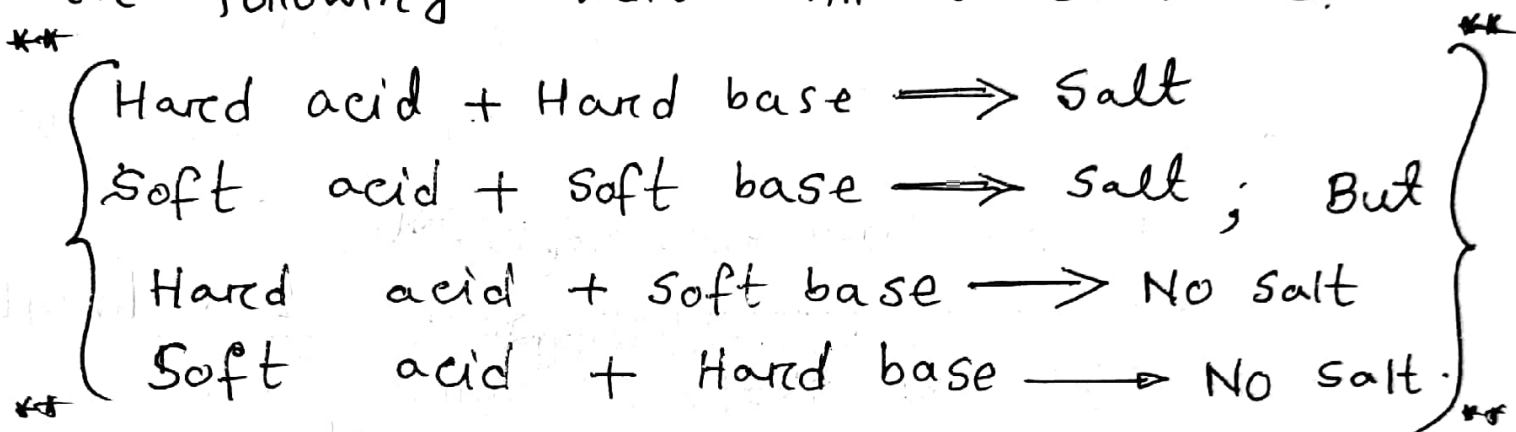 following
** **
Hard acid + Hard base ⟹ Salt
Soft acid + Soft base ⟹ Salt ; But
Hard acid + Soft base ⟶ No Salt
Soft acid + Hard base ⟶ No Salt.
** **